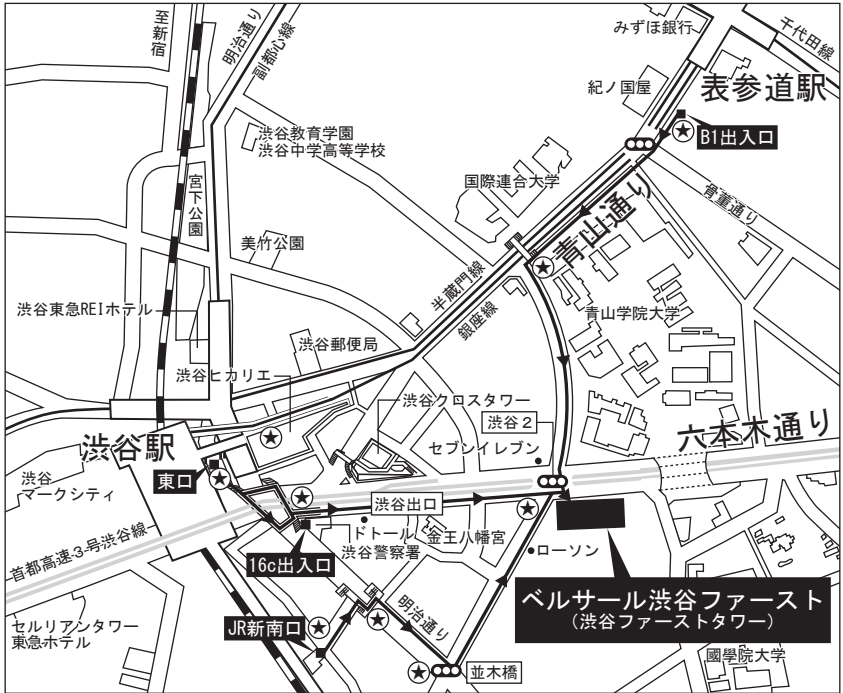 至新宿
明治通り
副都心線
みずほ銀行
千代田線
紀ノ国屋
表参道駅
B1出入口
渋谷教育学園
渋谷中学高等学校
国際連合大学
骨董通り
宮下公園
青山通り
美竹公園
半蔵門線
銀座線
渋谷東急REIホテル
青山学院大学
渋谷郵便局
渋谷ヒカリエ
渋谷クロスタワー
渋谷2
六本木通り
セブンイレブン
渋谷駅
東口
渋谷
マークシティ
渋谷出口
ドトール
渋谷警察署
金王八幡宮
ローソン
16c出入口
首都高速3号渋谷線
ベルサール渋谷ファースト
(渋谷ファーストタワー)
明治通り
JR新南口
セルリアンタワー
東急ホテル
並木橋
國學院大学